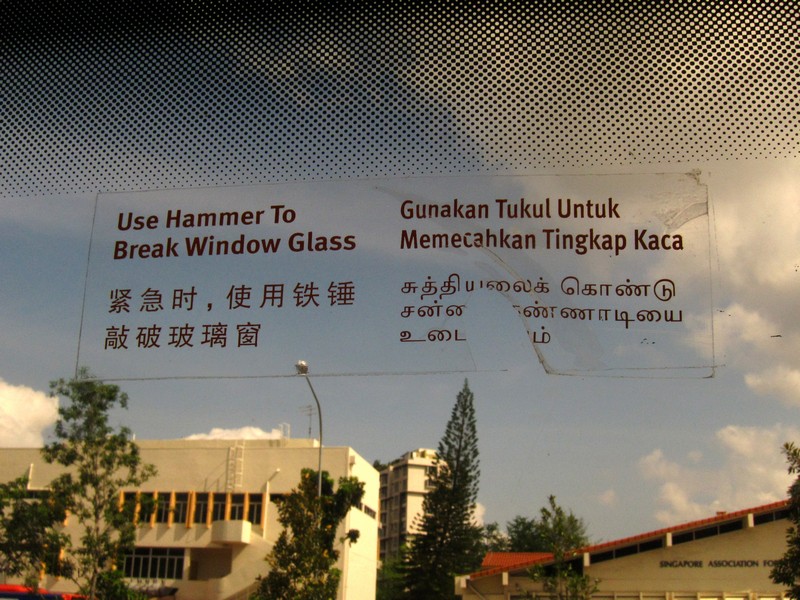 Use Hammer To
Break Window Glass
紧急时，使用铁锤
敲破玻璃窗
Gunakan Tukul Untuk
Memecahkan Tingkap Kaca
கொண்டு
SINGAPORE ASSOCIATION FO